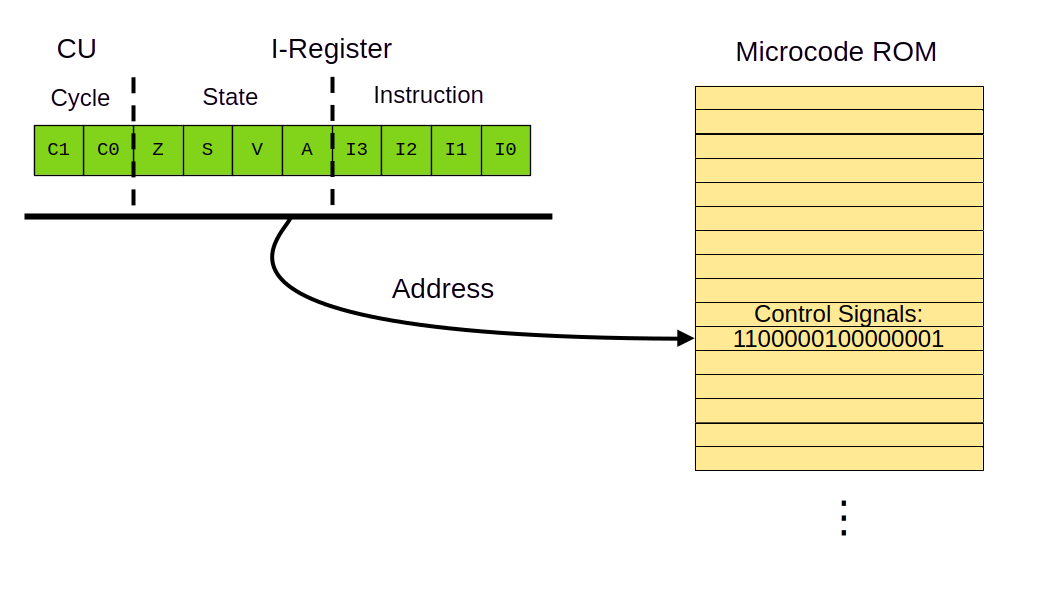 CU
I-Register
Microcode ROM
Cycle
State
Instruction
C1 C0 Z S V A I3 I2 I1 I0
Address
Control Signals:
1100000100000001